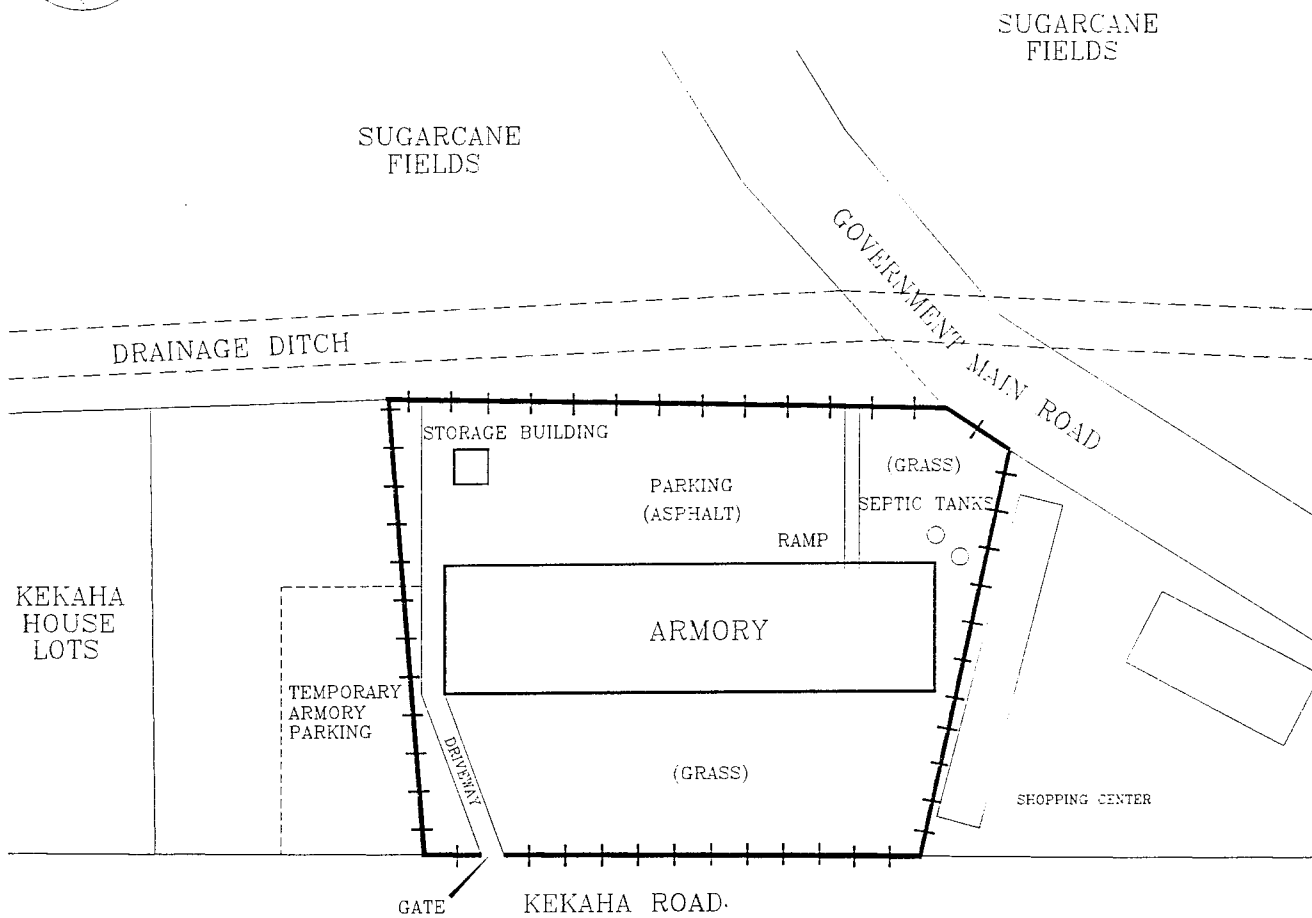 SUGARCANE
FIELDS
SUGARCANE
FIELDS
GOVERNMENT MAIN ROAD
DRAINAGE DITCH
STORAGE BUILDING
(GRASS)
PARKING
(ASPHALT)
SEPTIC TANKS
RAMP
KEKAHA
HOUSE
LOTS
ARMORY
TEMPORARY
ARMORY
PARKING
DRIVEWAY
(GRASS)
SHOPPING CENTER
GATE
KEKAHA ROAD